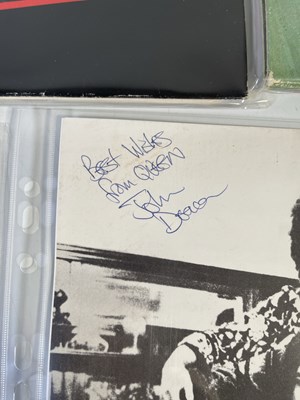 Best Wishes
from Queen
John
Deacon